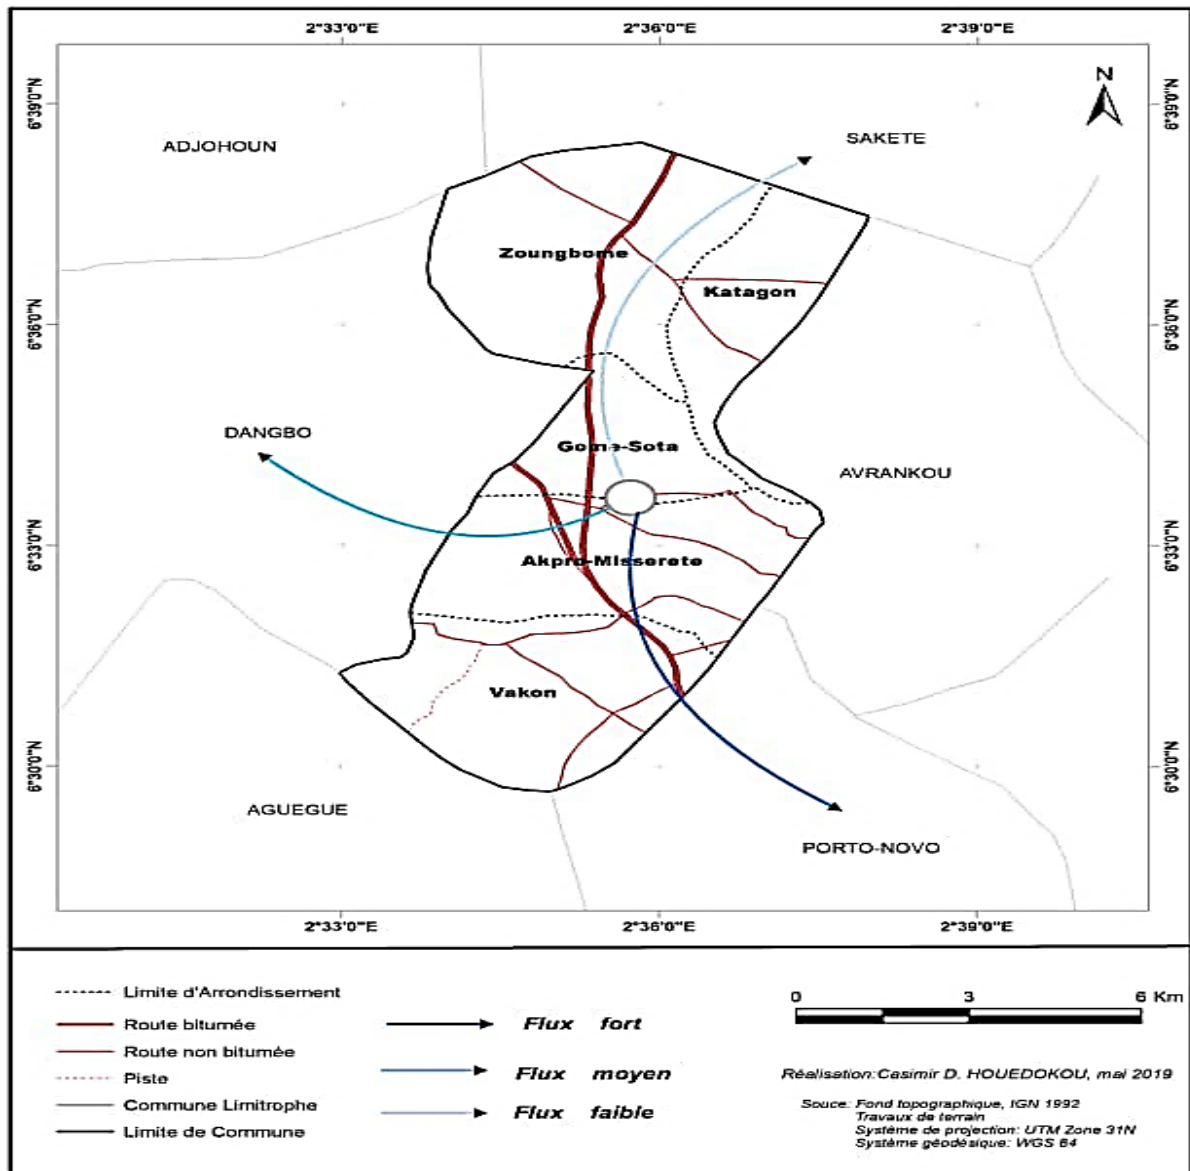 2°33'0"E 2°36'0"E 2°39'0"E
N
6°39'0"N 6°39'0"N
SAKETE
ADJOHOUN
Zoungbome
Katagon
6°36'0"N 6°36'0"N
DANGBO
Gome-Sota
AVRANKOU
6°33'0"N 6°33'0"N
Akpro-Misserete
Vakon
6°30'0"N 6°30'0"N
AGUEGUE
PORTO-NOVO
2°33'0"E 2°36'0"E 2°39'0"E
Limite d'Arrondissement
Route bitumée
Route non bitumée
Piste
Commune Limitrophe
Limite de Commune
Flux fort
Flux moyen
Flux faible
0 3 6 Km
Réalisation:Casimir D. HOUEDOKOU, mai 2019
Souce: Fond topographique, IGN 1992
Travaux de terrain
Système de projection: UTM Zone 31N
Système géodésique: WGS 84